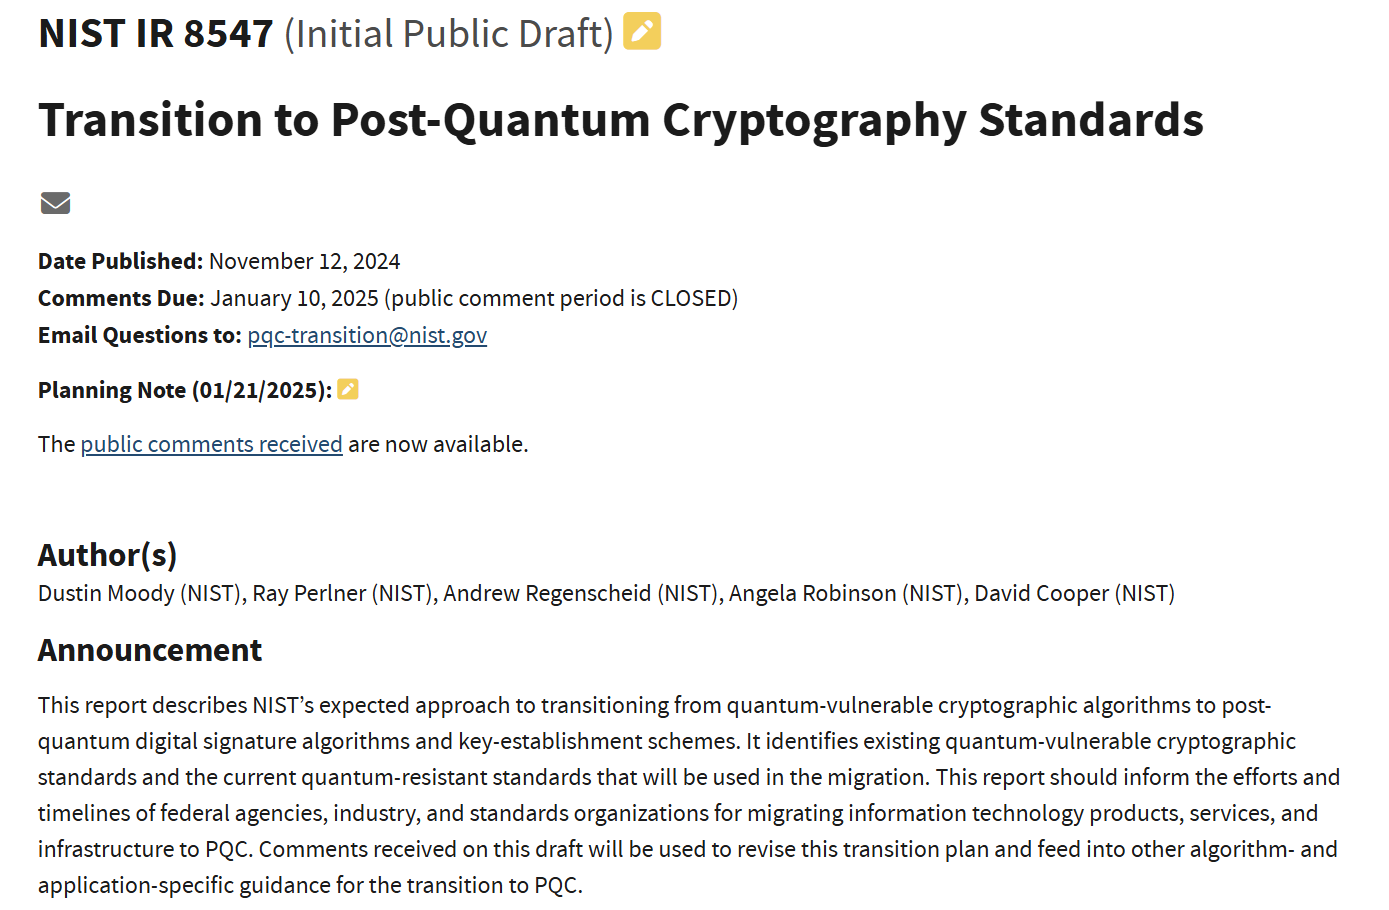 NIST IR 8547 (Initial Public Draft)
Transition to Post-Quantum Cryptography Standards
Date Published: November 12, 2024
Comments Due: January 10, 2025 (public comment period is CLOSED)
Email Questions to: pqc-transition@nist.gov
Planning Note (01/21/2025):
The public comments received are now available.
Author(s)
Dustin Moody (NIST), Ray Perlner (NIST), Andrew Regenscheid (NIST), Angela Robinson (NIST), David Cooper (NIST)
Announcement
This report describes NIST’s expected approach to transitioning from quantum-vulnerable cryptographic algorithms to post-
quantum digital signature algorithms and key-establishment schemes. It identifies existing quantum-vulnerable cryptographic
standards and the current quantum-resistant standards that will be used in the migration. This report should inform the efforts and
timelines of federal agencies, industry, and standards organizations for migrating information technology products, services, and
infrastructure to PQC. Comments received on this draft will be used to revise this transition plan and feed into other algorithm- and
application-specific guidance for the transition to PQC.